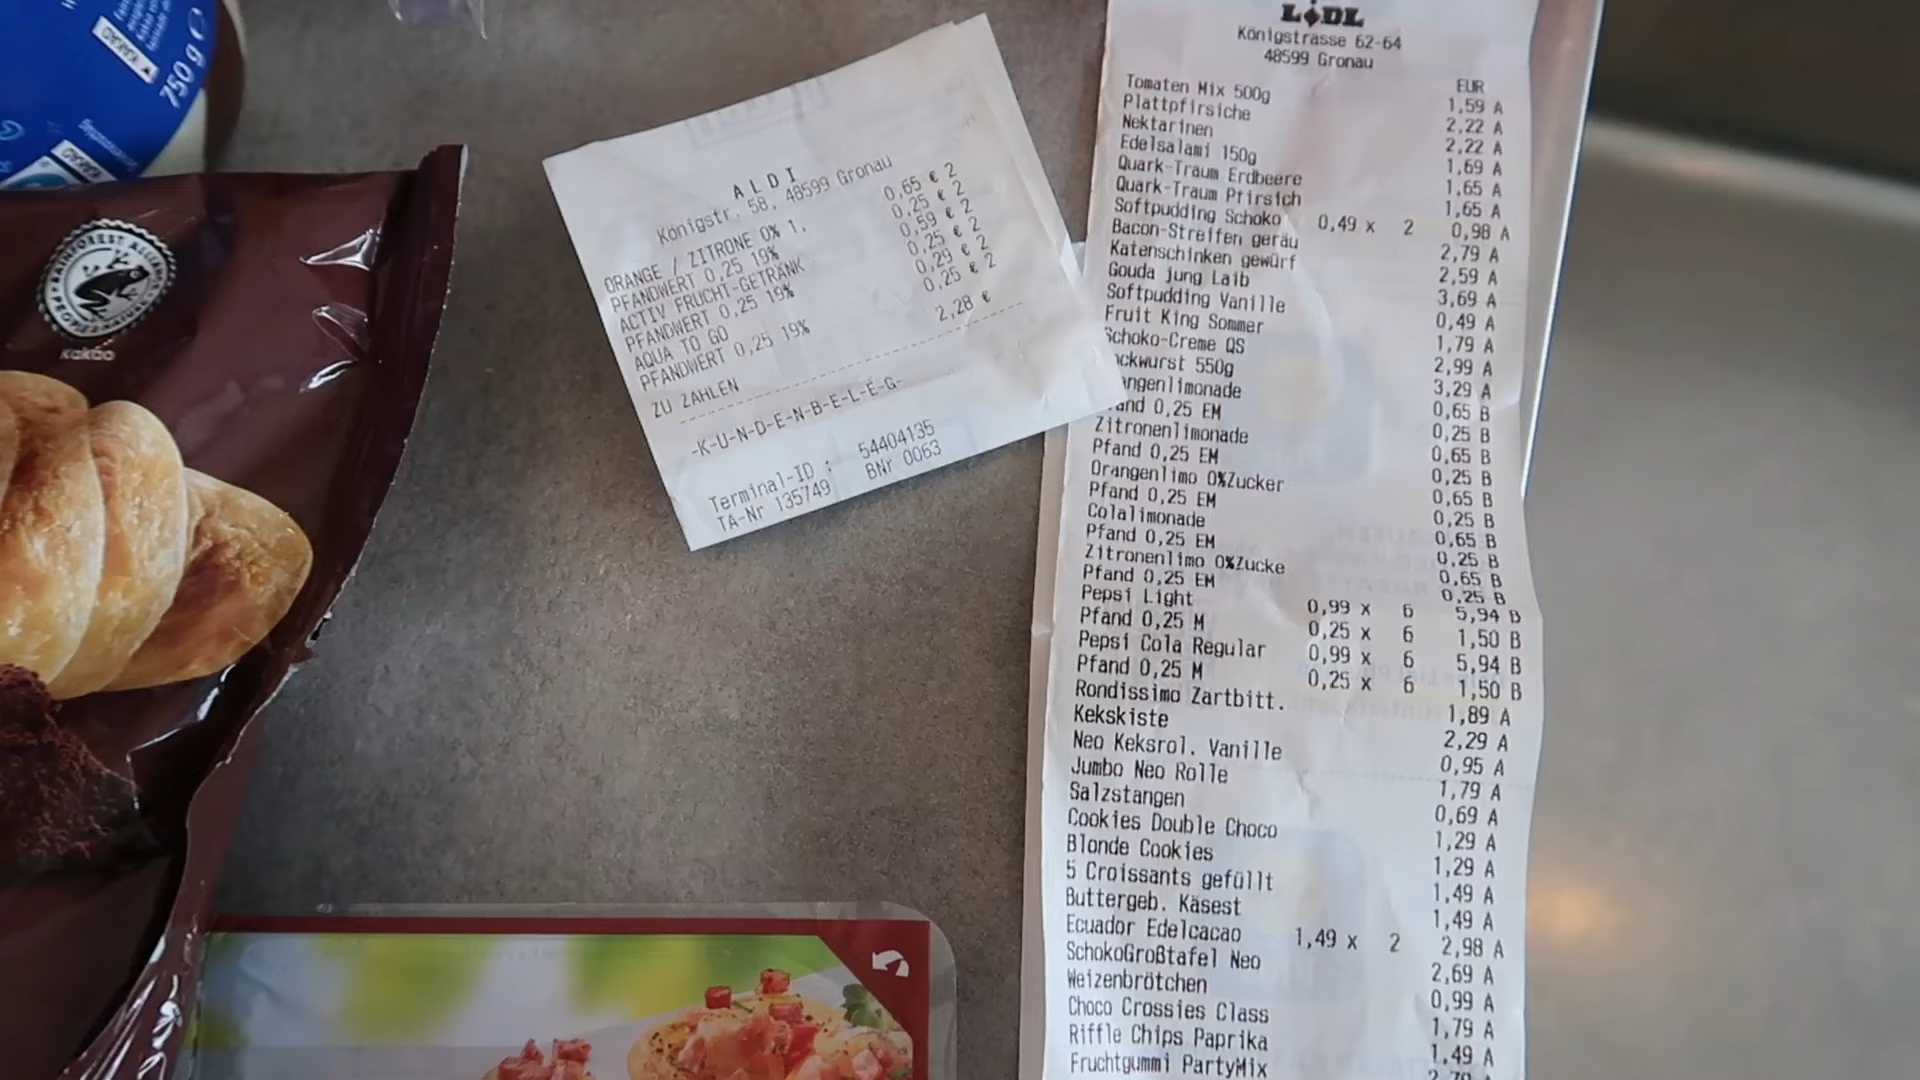 750 g
KAKAO
RAINFOREST ALLIANCE
Kakao
ALDI
Königstr. 58, 48599 Gronau
ORANGE / ZITRONE 0% 1, 0,65 € 2
PFANDWERT 0,25 19% 0,25 € 2
ACTIV FRUCHT-GETRÄNK 0,59 € 2
PFANDWERT 0,25 19% 0,25 € 2
AQUA TO GO 0,29 € 2
PFANDWERT 0,25 19% 0,25 € 2
ZU ZAHLEN 2,28 €
-K-U-N-D-E-N-B-E-L-E-G-
Terminal-ID : 54404135
TA-Nr 135749 BNr 0063
LIDL
Königstrasse 62-64
48599 Gronau
EUR
Tomaten Mix 500g 1,59 A
Plattpfirsiche 2,22 A
Nektarinen 2,22 A
Edelsalami 150g 1,69 A
Quark-Traum Erdbeere 1,65 A
Quark-Traum Pfirsich 1,65 A
Softpudding Schoko 0,49 x 2 0,98 A
Bacon-Streifen geräu 2,79 A
Katenschinken gewürf 2,59 A
Gouda jung Laib 3,69 A
Softpudding Vanille 0,49 A
Fruit King Sommer 1,79 A
Schoko-Creme QS 2,99 A
ckwurst 550g 3,29 A
angenlimonade 0,65 B
and 0,25 EM 0,25 B
Zitronenlimonade 0,65 B
Pfand 0,25 EM 0,25 B
Orangenlimo 0%Zucker 0,65 B
Pfand 0,25 EM 0,25 B
Colalimonade 0,65 B
Pfand 0,25 EM 0,25 B
Zitronenlimo 0%Zucke 0,65 B
Pfand 0,25 EM 0,25 B
Pepsi Light 0,99 x 6 5,94 B
Pfand 0,25 M 0,25 x 6 1,50 B
Pepsi Cola Regular 0,99 x 6 5,94 B
Pfand 0,25 M 0,25 x 6 1,50 B
Rondissimo Zartbitt. 1,89 A
Kekskiste 2,29 A
Neo Keksrol. Vanille 0,95 A
Jumbo Neo Rolle 1,79 A
Salzstangen 0,69 A
Cookies Double Choco 1,29 A
Blonde Cookies 1,29 A
5 Croissants gefüllt 1,49 A
Buttergeb. Käsest 1,49 A
Ecuador Edelcacao 1,49 x 2 2,98 A
SchokoGroßtafel Neo 2,69 A
Weizenbrötchen 0,99 A
Choco Crossies Class 1,79 A
Riffle Chips Paprika 1,49 A
Fruchtgummi PartyMix